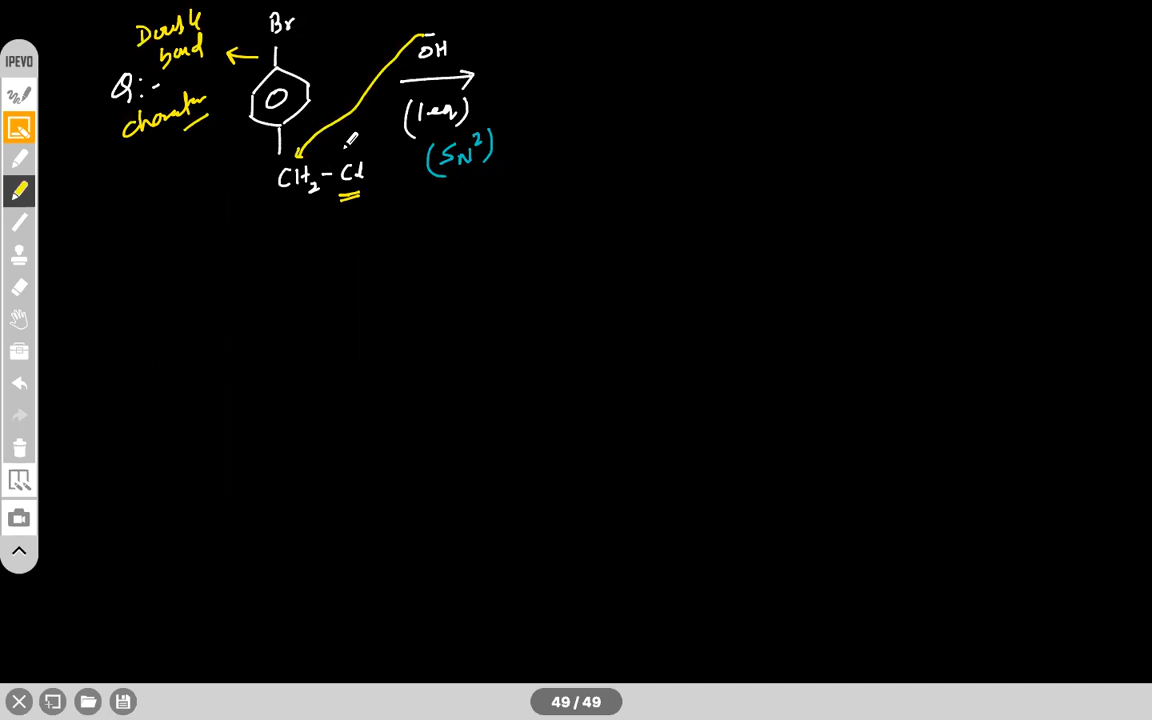 Double
bond
Q:-
character
Br
CH2-Cl
OH
(1eq)
(SN2)
IPEVO
49 / 49